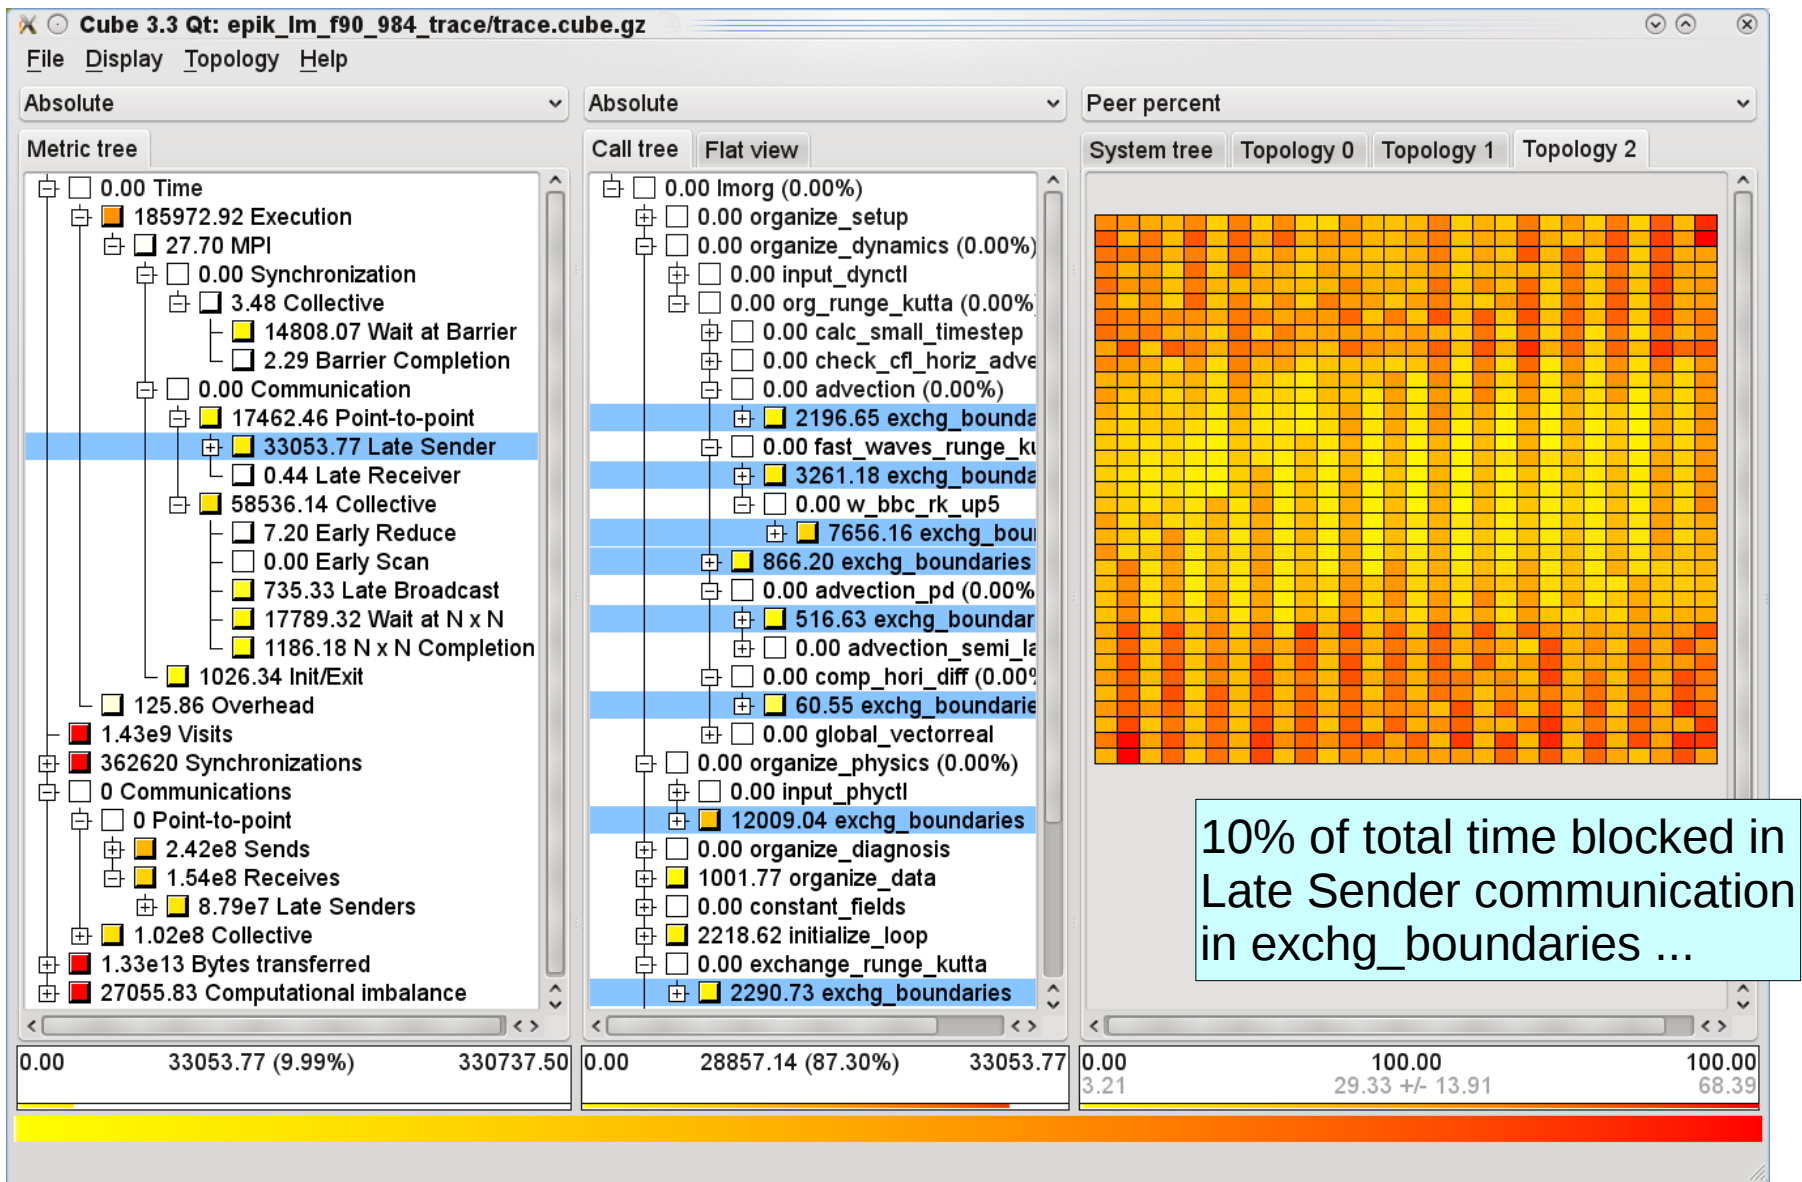 Cube 3.3 Qt: epik_lm_f90_984_trace/trace.cube.gz
File Display Topology Help
Absolute
Absolute
Peer percent
Metric tree
Call tree Flat view
System tree Topology 0 Topology 1 Topology 2
0.00 Time
185972.92 Execution
27.70 MPI
0.00 Synchronization
3.48 Collective
14808.07 Wait at Barrier
2.29 Barrier Completion
0.00 Communication
17462.46 Point-to-point
33053.77 Late Sender
0.44 Late Receiver
58536.14 Collective
7.20 Early Reduce
0.00 Early Scan
735.33 Late Broadcast
17789.32 Wait at N x N
1186.18 N x N Completion
1026.34 Init/Exit
125.86 Overhead
1.43e9 Visits
362620 Synchronizations
0 Communications
0 Point-to-point
2.42e8 Sends
1.54e8 Receives
8.79e7 Late Senders
1.02e8 Collective
1.33e13 Bytes transferred
27055.83 Computational imbalance
0.00 lmorg (0.00%)
0.00 organize_setup
0.00 organize_dynamics (0.00%)
0.00 input_dynctl
0.00 org_runge_kutta (0.00%
0.00 calc_small_timestep
0.00 check_cfl_horiz_adve
0.00 advection (0.00%)
2196.65 exchg_bounda
0.00 fast_waves_runge_ku
3261.18 exchg_bounda
0.00 w_bbc_rk_up5
7656.16 exchg_bour
866.20 exchg_boundaries
0.00 advection_pd (0.00%
516.63 exchg_boundar
0.00 advection_semi_la
0.00 comp_hori_diff (0.00%
60.55 exchg_boundarie
0.00 global_vectorreal
0.00 organize_physics (0.00%)
0.00 input_phyctl
12009.04 exchg_boundaries
0.00 organize_diagnosis
1001.77 organize_data
0.00 constant_fields
2218.62 initialize_loop
0.00 exchange_runge_kutta
2290.73 exchg_boundaries
10% of total time blocked in
Late Sender communication
in exchg_boundaries ...
0.00 33053.77 (9.99%) 330737.50
0.00 28857.14 (87.30%) 33053.77
0.00 100.00 100.00
3.21 29.33 +/- 13.91 68.39